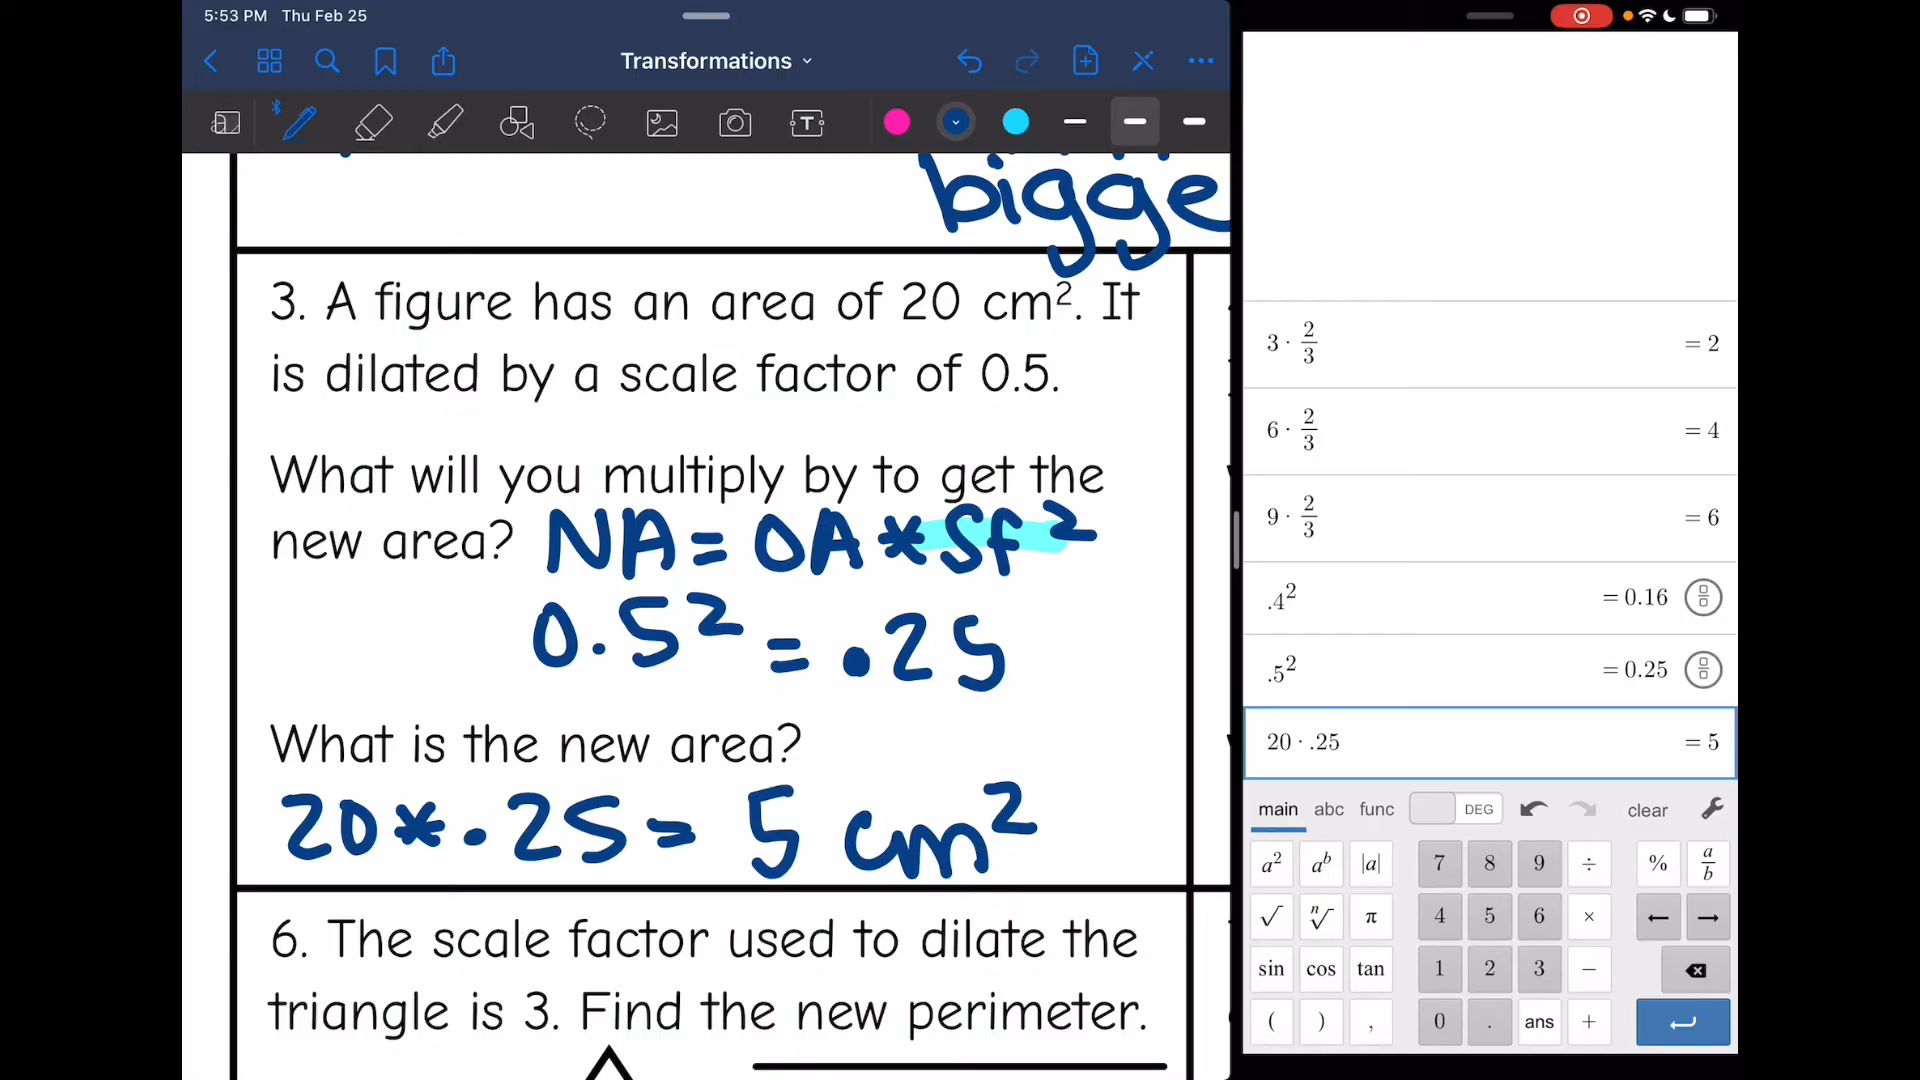 5:53 PM Thu Feb 25
Transformations
T
bigge
3. A figure has an area of 20 cm². It
is dilated by a scale factor of 0.5.
What will you multiply by to get the
new area? NA = OA * Sf²
0.5² = .25
What is the new area?
20 * .25 = 5 cm²
6. The scale factor used to dilate the
triangle is 3. Find the new perimeter.
3 · 2/3 = 2
6 · 2/3 = 4
9 · 2/3 = 6
.4² = 0.16
.5² = 0.25
20 · .25 = 5
main abc func DEG clear
a² aᵇ |a| 7 8 9 ÷ % a/b
√ ⁿ√ π 4 5 6 × ← →
sin cos tan 1 2 3 −
( ) , 0 . ans +